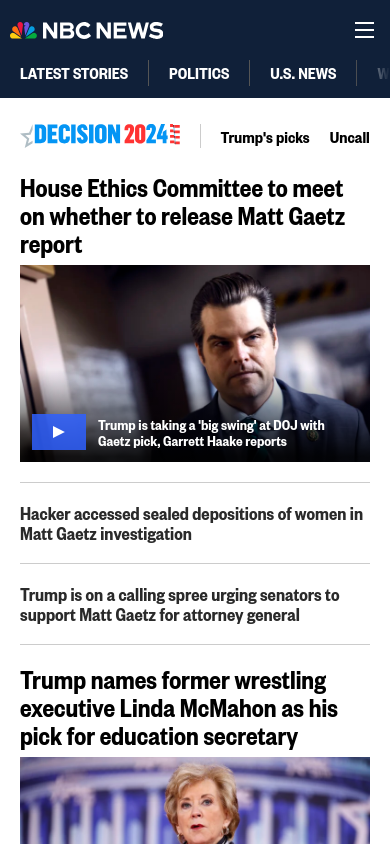 NBC NEWS
LATEST STORIES
POLITICS
U.S. NEWS
DECISION 2024
Trump's picks
Uncall
House Ethics Committee to meet
on whether to release Matt Gaetz
report
Trump is taking a 'big swing' at DOJ with
Gaetz pick, Garrett Haake reports
Hacker accessed sealed depositions of women in
Matt Gaetz investigation
Trump is on a calling spree urging senators to
support Matt Gaetz for attorney general
Trump names former wrestling
executive Linda McMahon as his
pick for education secretary